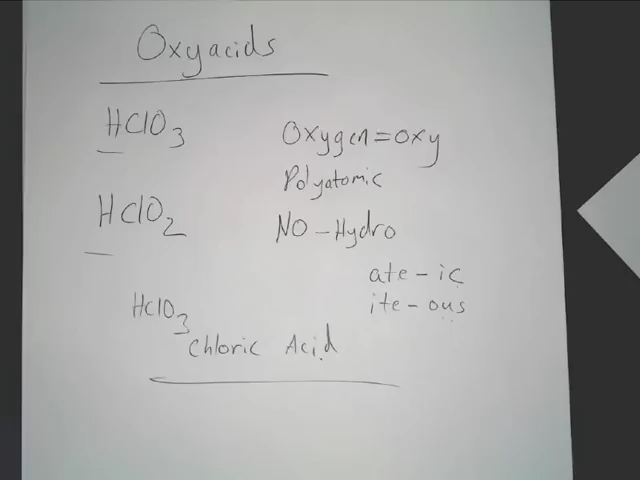 Oxyacids
HClO3
Oxygen=oxy
Polyatomic
HClO2
NO-Hydro
ate-ic
ite-ous
HClO3
Chloric Acid